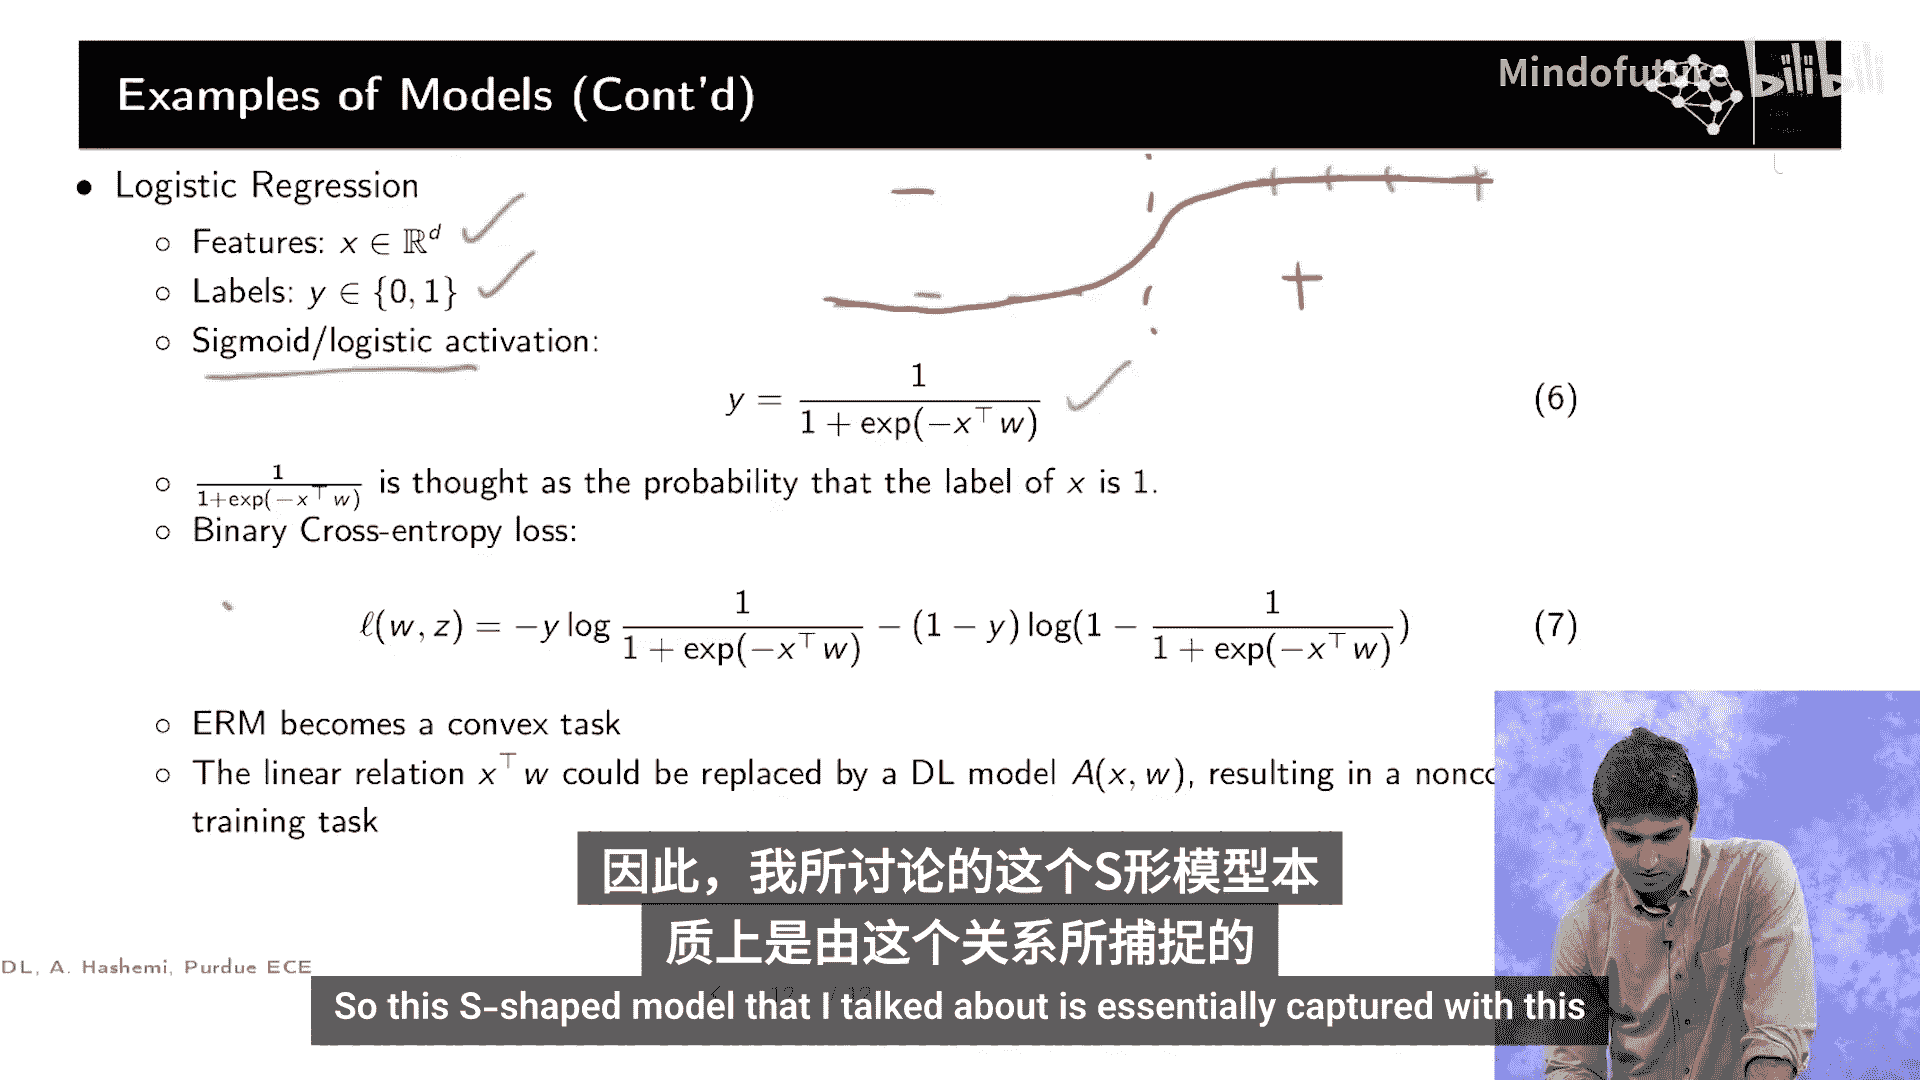 Mindofuture
bilibili
Examples of Models (Cont'd)
• Logistic Regression
○ Features: x ∈ ℝ^d
○ Labels: y ∈ {0, 1}
○ Sigmoid/logistic activation:
y = 1 / (1 + exp(−x^⊤ w)) (6)
○ 1 / (1+exp(−x^⊤ w)) is thought as the probability that the label of x is 1.
○ Binary Cross-entropy loss:
ℓ(w, z) = −y log 1 / (1 + exp(−x^⊤ w)) − (1 − y) log(1 − 1 / (1 + exp(−x^⊤ w))) (7)
○ ERM becomes a convex task
○ The linear relation x^⊤ w could be replaced by a DL model A(x, w), resulting in a
training task
因此，我所讨论的这个S形模型本
质上是由这个关系所捕捉的
DL, A. Hashemi, Purdue ECE
So this S-shaped model that I talked about is essentially captured with this